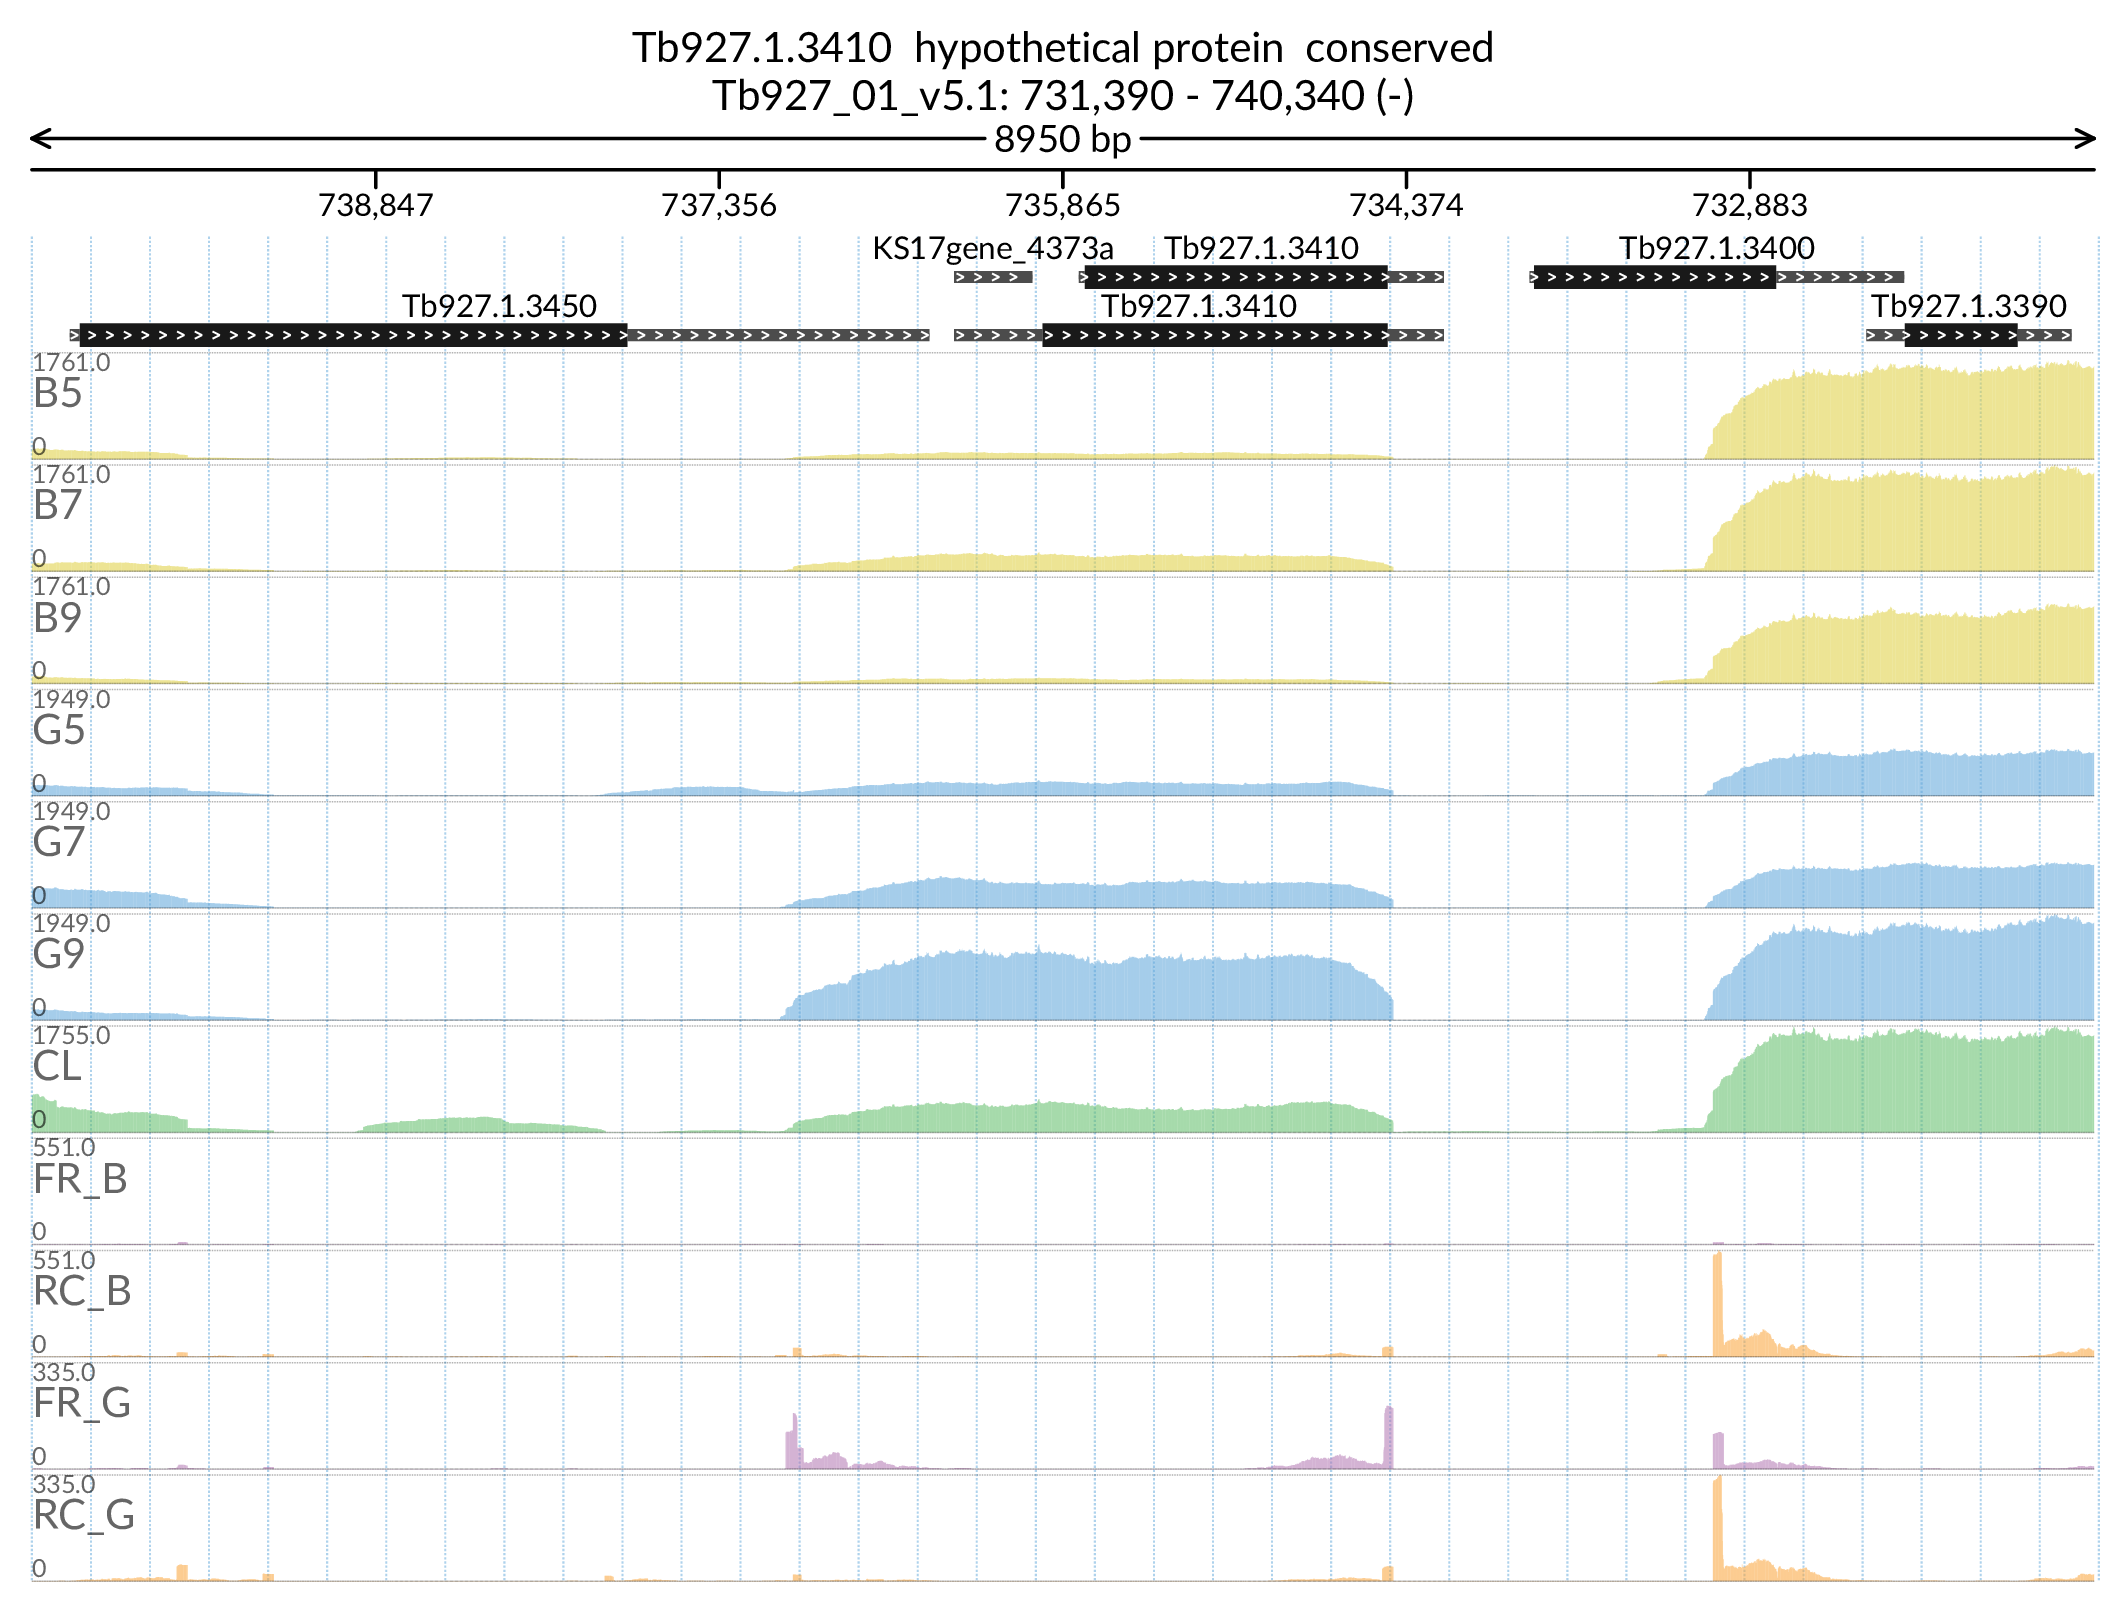 Tb927.1.3410  hypothetical protein  conserved
Tb927_01_v5.1: 731,390 - 740,340 (-)
8950 bp
738,847 737,356 735,865 734,374 732,883
KS17gene_4373a Tb927.1.3410 Tb927.1.3400
Tb927.1.3450 Tb927.1.3410 Tb927.1.3390
1761.0
B5
0
1761.0
B7
0
1761.0
B9
0
1949.0
G5
0
1949.0
G7
0
1949.0
G9
0
1755.0
CL
0
551.0
FR_B
0
551.0
RC_B
0
335.0
FR_G
0
335.0
RC_G
0